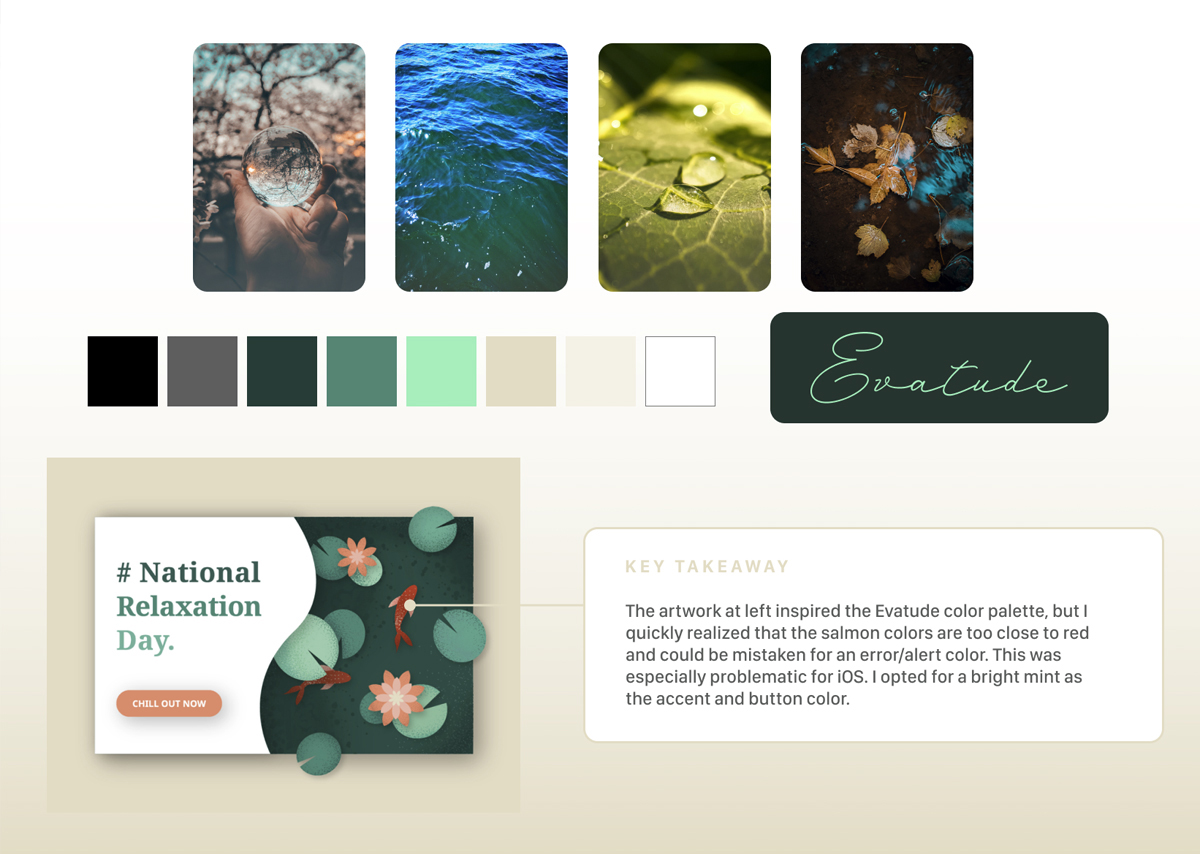 Evatude
# National
Relaxation
Day.
CHILL OUT NOW
KEY TAKEAWAY
The artwork at left inspired the Evatude color palette, but I
quickly realized that the salmon colors are too close to red
and could be mistaken for an error/alert color. This was
especially problematic for iOS. I opted for a bright mint as
the accent and button color.